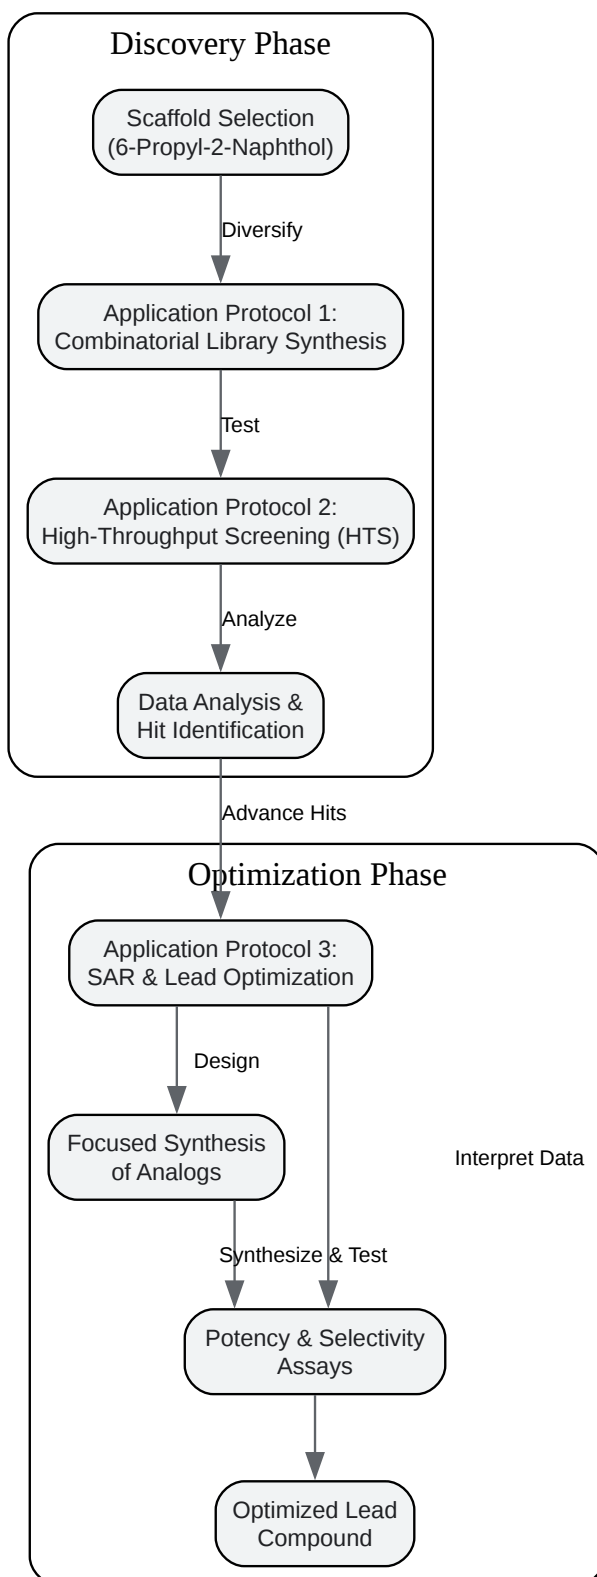 Discovery Phase
Scaffold Selection
(6-Propyl-2-Naphthol)
Diversify
Application Protocol 1:
Combinatorial Library Synthesis
Test
Application Protocol 2:
High-Throughput Screening (HTS)
Analyze
Data Analysis &
Hit Identification
Advance Hits
Optimization Phase
Application Protocol 3:
SAR & Lead Optimization
Design
Focused Synthesis
of Analogs
Interpret Data
Synthesize & Test
Potency & Selectivity
Assays
Optimized Lead
Compound